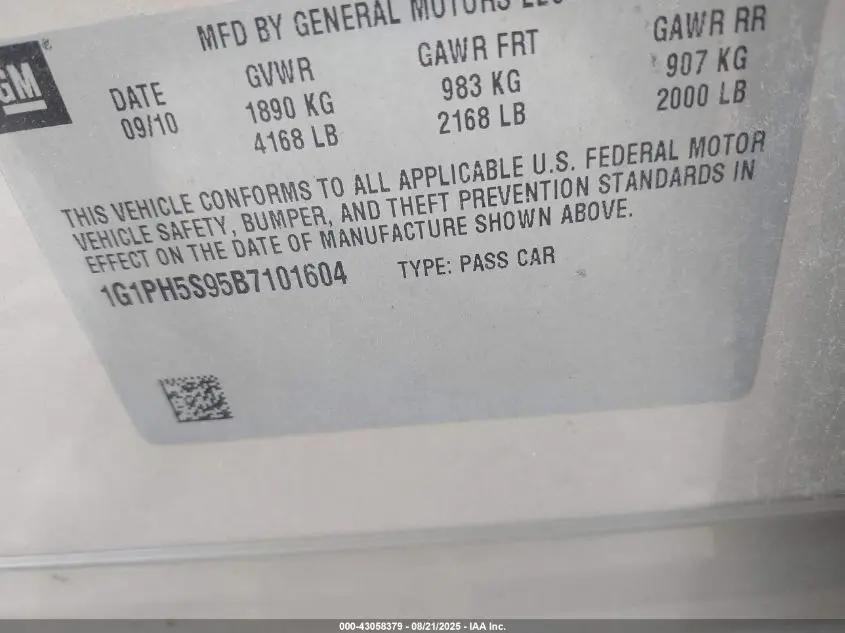 GM
MFD BY GENERAL MOTORS LLC
DATE GVWR GAWR FRT GAWR RR
09/10 1890 KG 983 KG 907 KG
4168 LB 2168 LB 2000 LB
THIS VEHICLE CONFORMS TO ALL APPLICABLE U.S. FEDERAL MOTOR
VEHICLE SAFETY, BUMPER, AND THEFT PREVENTION STANDARDS IN
EFFECT ON THE DATE OF MANUFACTURE SHOWN ABOVE.
1G1PH5S95B7101604 TYPE: PASS CAR
000-43058379 - 08/21/2025 - IAA Inc.